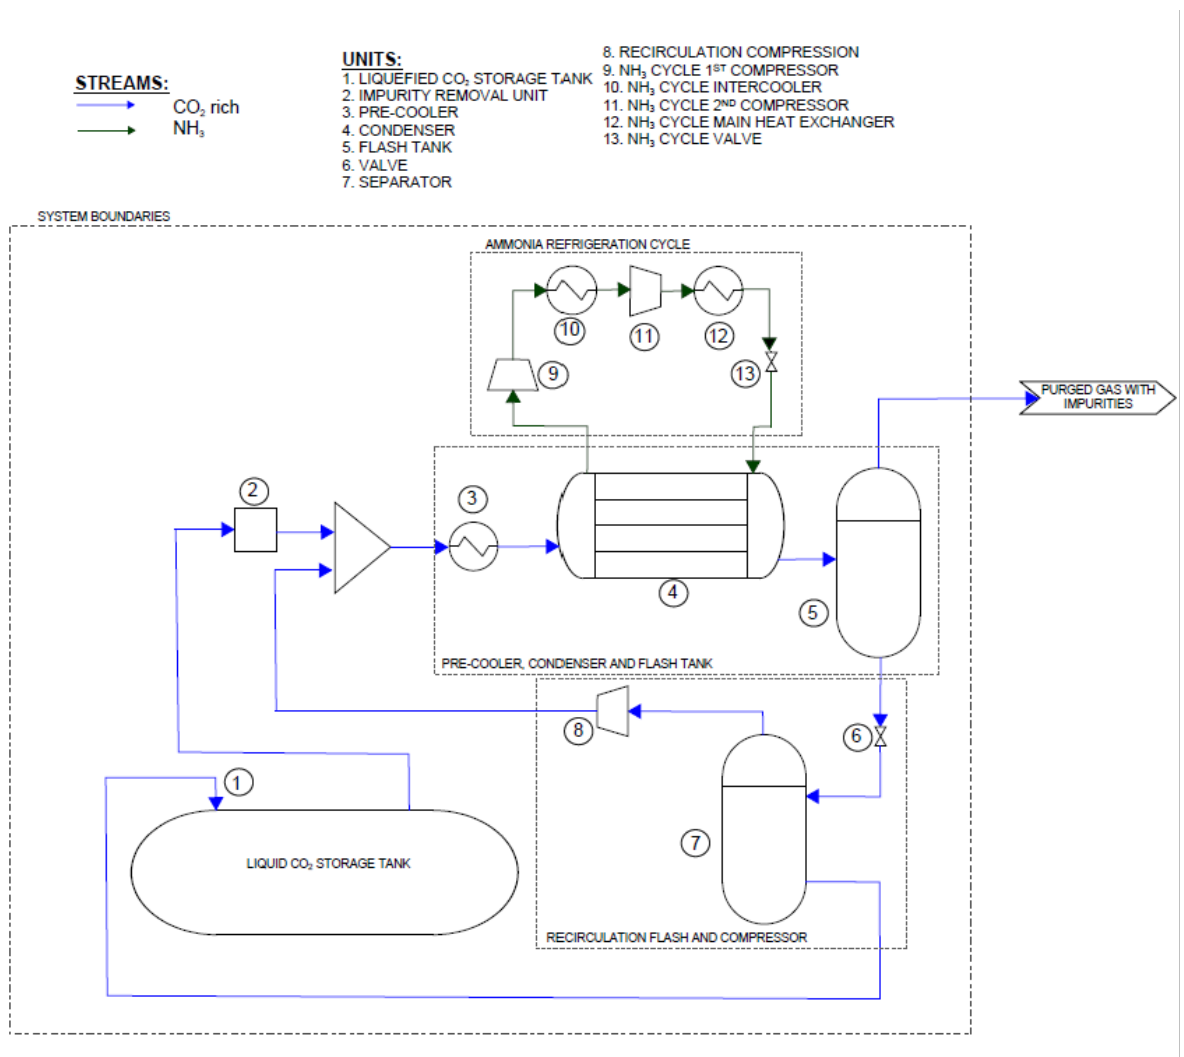 STREAMS:
CO₂ rich
NH₃
UNITS:
1. LIQUEFIED CO₂ STORAGE TANK
2. IMPURITY REMOVAL UNIT
3. PRE-COOLER
4. CONDENSER
5. FLASH TANK
6. VALVE
7. SEPARATOR
8. RECIRCULATION COMPRESSION
9. NH₃ CYCLE 1ST COMPRESSOR
10. NH₃ CYCLE INTERCOOLER
11. NH₃ CYCLE 2ND COMPRESSOR
12. NH₃ CYCLE MAIN HEAT EXCHANGER
13. NH₃ CYCLE VALVE
SYSTEM BOUNDARIES
AMMONIA REFRIGERATION CYCLE
10
11
12
9
13
PURGED GAS WITH
IMPURITIES
2
3
4
5
PRE-COOLER, CONDENSER AND FLASH TANK
8
6
1
7
LIQUID CO₂ STORAGE TANK
RECIRCULATION FLASH AND COMPRESSOR